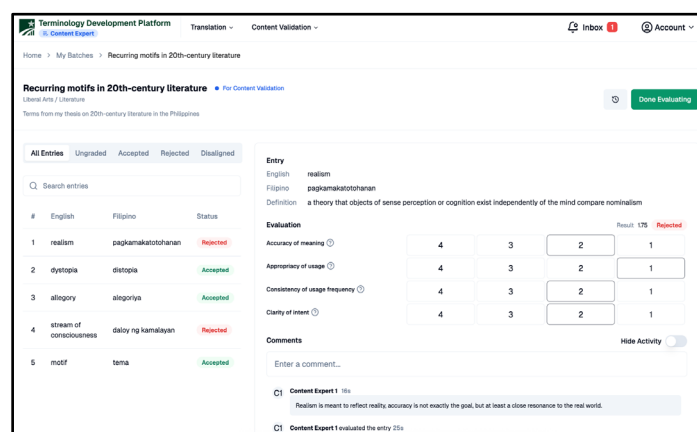 Terminology Development Platform
Content Expert
Translation
Content Validation
Inbox 1
Account
Home > My Batches > Recurring motifs in 20th-century literature
Recurring motifs in 20th-century literature
For Content Validation
Liberal Arts / Literature
Terms from my thesis on 20th-century literature in the Philippines
Done Evaluating
All Entries Ungraded Accepted Rejected Disaligned
Search entries
# English Filipino Status
1 realism pagkamakatotohanan Rejected
2 dystopia distopia Accepted
3 allegory alegoriya Accepted
4 stream of consciousness daloy ng kamalayan Rejected
5 motif tema Accepted
Entry
English realism
Filipino pagkamakatotohanan
Definition a theory that objects of sense perception or cognition exist independently of the mind compare nominalism
Evaluation
Result 1.75 Rejected
Accuracy of meaning 4 3 2 1
Appropriacy of usage 4 3 2 1
Consistency of usage frequency 4 3 2 1
Clarity of intent 4 3 2 1
Comments
Hide Activity
Enter a comment...
C1 Content Expert 1 16s
Realism is meant to reflect reality, accuracy is not exactly the goal, but at least a close resonance to the real world.
C1 Content Expert 1 evaluated the entry 25s